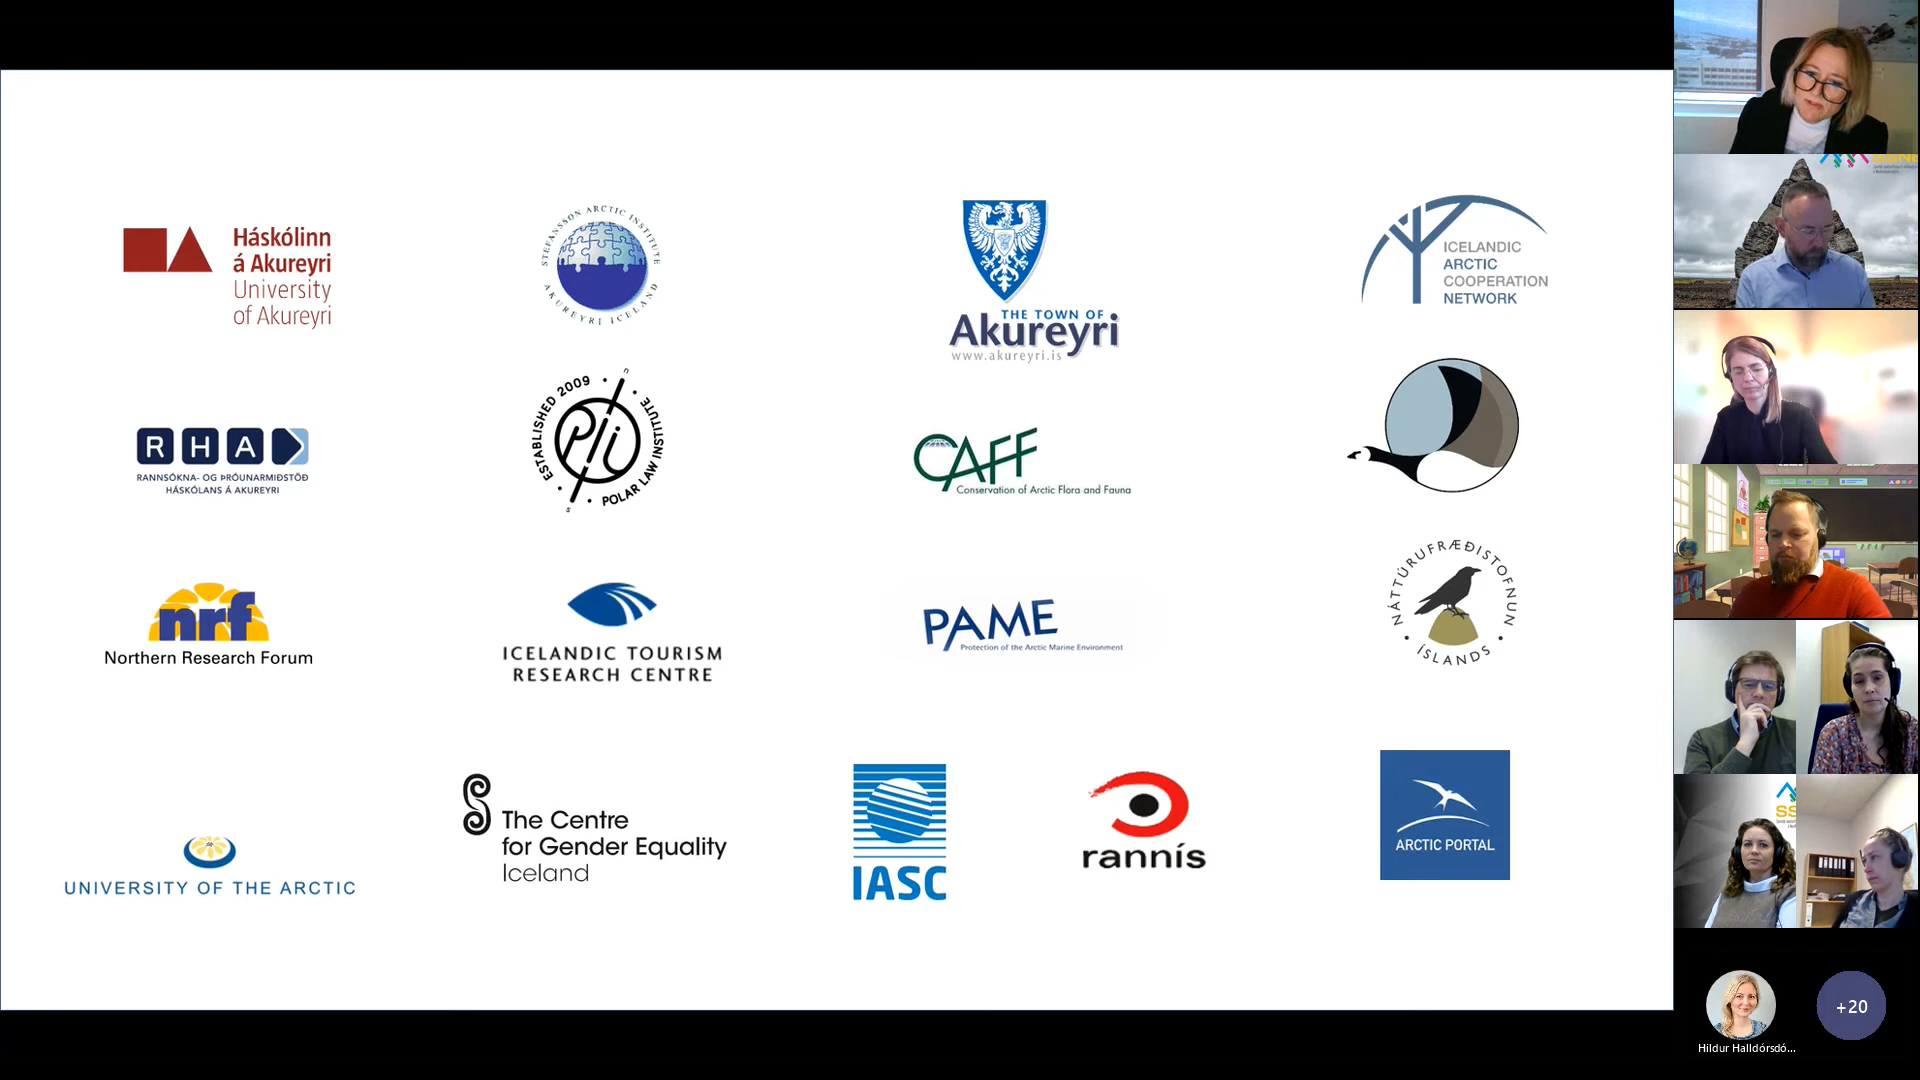 Háskólinn
á Akureyri
University
of Akureyri
STEFANSSON ARCTIC INSTITUTE
AKUREYRI ICELAND
THE TOWN OF
Akureyri
www.akureyri.is
ICELANDIC
ARCTIC
COOPERATION
NETWORK
RHA
RANNSÓKNA- OG ÞRÓUNARMIÐSTÖÐ
HÁSKÓLANS Á AKUREYRI
ESTABLISHED 2009
n
PLI
POLAR LAW INSTITUTE
s
CAFF
Conservation of Arctic Flora and Fauna
nrf
Northern Research Forum
ICELANDIC TOURISM
RESEARCH CENTRE
PAME
Protection of the Arctic Marine Environment
NÁTTÚRUFRÆÐISTOFNUN
ÍSLANDS
UNIVERSITY OF THE ARCTIC
The Centre
for Gender Equality
Iceland
IASC
rannís
ARCTIC PORTAL
SSNE
SS
Hildur Halldórsdó...
+20